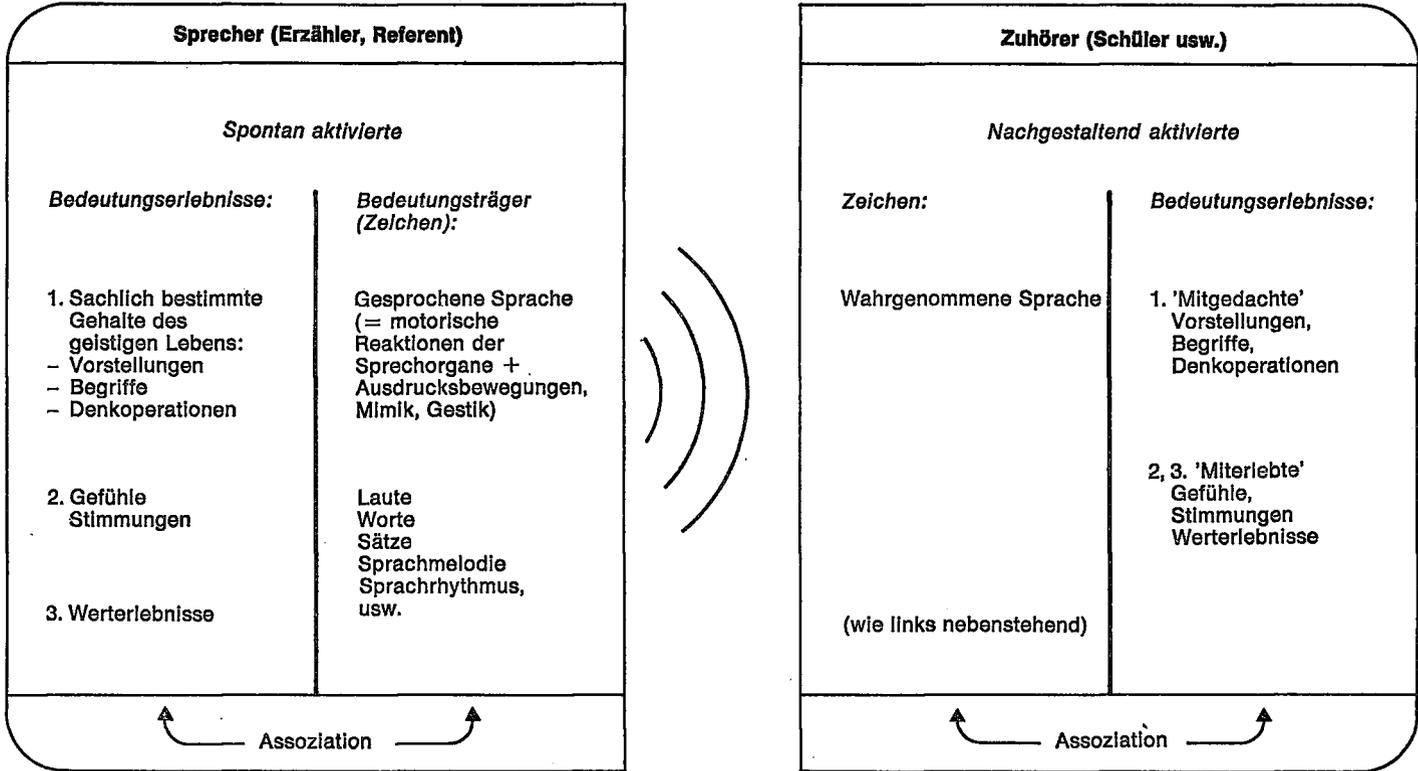 Sprecher (Erzähler, Referent)
Spontan aktivierte
Bedeutungserlebnisse:
1. Sachlich bestimmte
Gehalte des
geistigen Lebens:
– Vorstellungen
– Begriffe
– Denkoperationen
2. Gefühle
Stimmungen
3. Werterlebnisse
Bedeutungsträger
(Zeichen):
Gesprochene Sprache
(= motorische
Reaktionen der
Sprechorgane +
Ausdrucksbewegungen,
Mimik, Gestik)
Laute
Worte
Sätze
Sprachmelodie
Sprachrhythmus,
usw.
Assoziation
Zuhörer (Schüler usw.)
Nachgestaltend aktivierte
Zeichen:
Wahrgenommene Sprache
(wie links nebenstehend)
Bedeutungserlebnisse:
1. 'Mitgedachte'
Vorstellungen,
Begriffe,
Denkoperationen
2, 3. 'Miterlebte'
Gefühle,
Stimmungen
Werterlebnisse
Assoziation